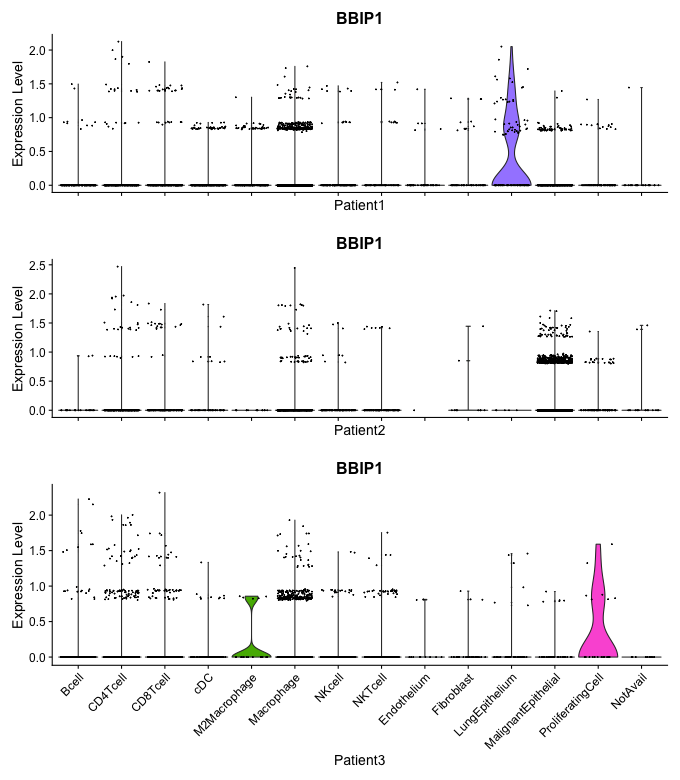 BBIP1
Expression Level
2.0
1.5
1.0
0.5
0.0
Patient1
BBIP1
Expression Level
2.5
2.0
1.5
1.0
0.5
0.0
Patient2
BBIP1
Expression Level
2.0
1.5
1.0
0.5
0.0
Bcell
CD4Tcell
CD8Tcell
cDC
M2Macrophage
Macrophage
NKcell
NKTcell
Endothelium
Fibroblast
LungEpithelium
MalignantEpithelial
ProliferatingCell
NotAvail
Patient3